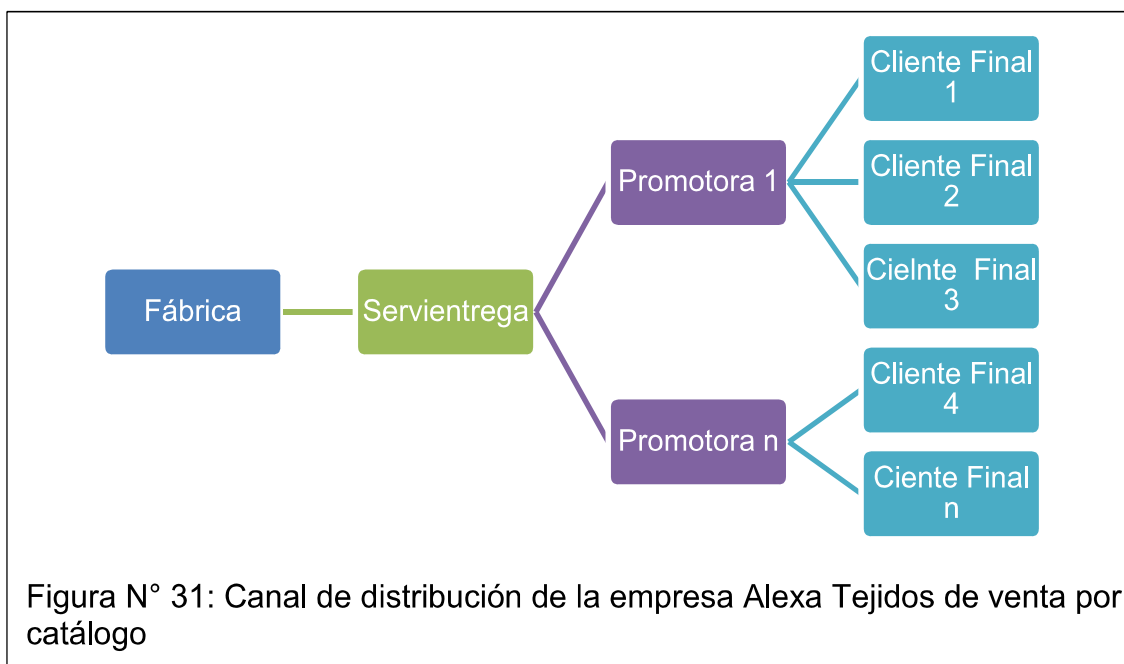 Fábrica
Servientrega
Promotora 1
Cliente Final
1
Cliente Final
2
Cielnte Final
3
Promotora n
Cliente Final
4
Ciente Final
n
Figura N° 31: Canal de distribución de la empresa Alexa Tejidos de venta por
catálogo